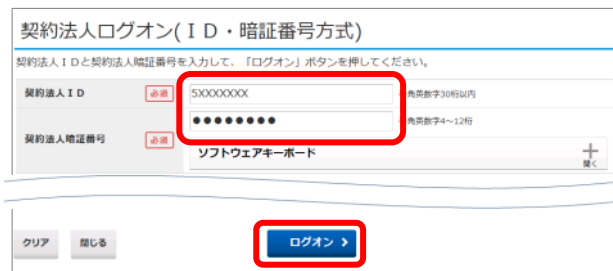 契約法人ログオン(ＩＤ・暗証番号方式)
契約法人ＩＤと契約法人暗証番号を入力して、「ログオン」ボタンを押してください。
契約法人ＩＤ 必須 5XXXXXXX 角英数字30桁以内
契約法人暗証番号 必須 ●●●●●●●● 角英数字4～12桁
ソフトウェアキーボード 開く
クリア 閉じる ログオン